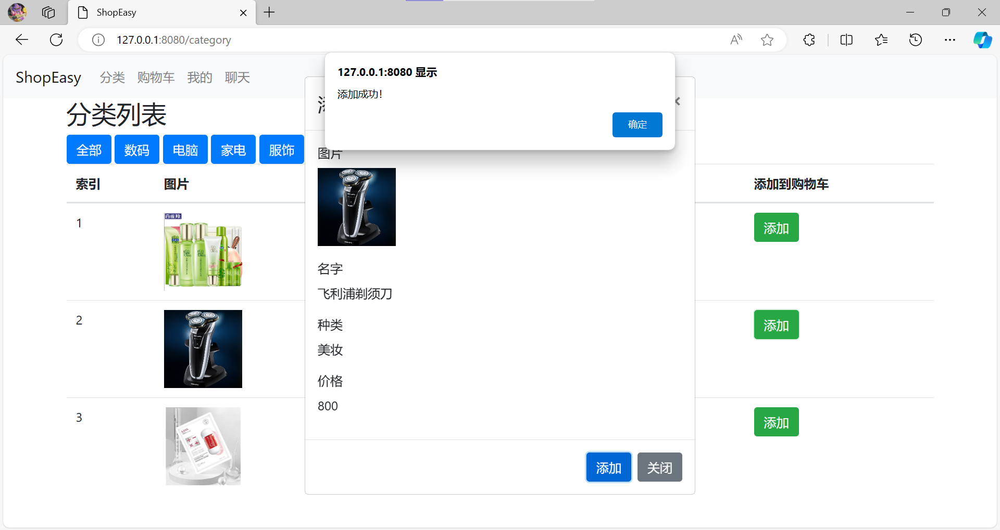 ShopEasy
127.0.0.1:8080/category
ShopEasy 分类 购物车 我的 聊天
127.0.0.1:8080 显示
添加成功!
确定
分类列表
全部 数码 电脑 家电 服饰
索引 图片 添加到购物车
1 添加
百雀羚
2 添加
3 添加
图片
名字
飞利浦剃须刀
种类
美妆
价格
800
添加 关闭